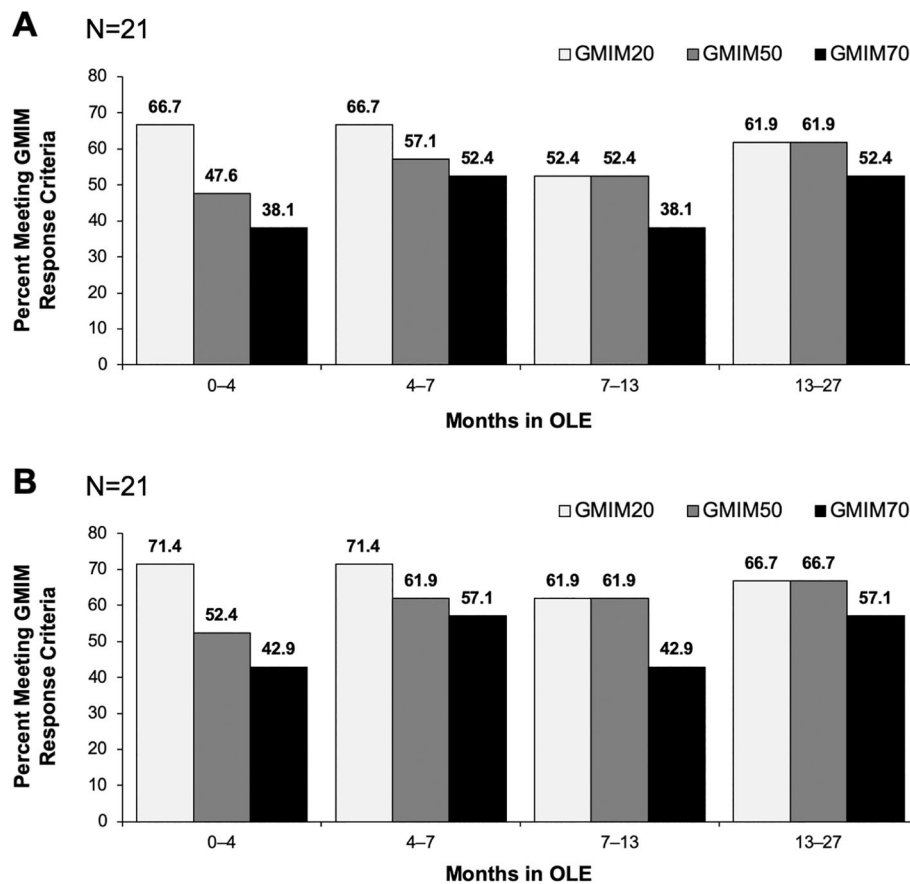 A N=21
GMIM20 GMIM50 GMIM70
Percent Meeting GMIM
Response Criteria
80
70
60
50
40
30
20
10
0
66.7 47.6 38.1 66.7 57.1 52.4 52.4 52.4 38.1 61.9 61.9 52.4
0–4 4–7 7–13 13–27
Months in OLE
B N=21
GMIM20 GMIM50 GMIM70
Percent Meeting GMIM
Response Criteria
80
70
60
50
40
30
20
10
0
71.4 52.4 42.9 71.4 61.9 57.1 61.9 61.9 42.9 66.7 66.7 57.1
0–4 4–7 7–13 13–27
Months in OLE